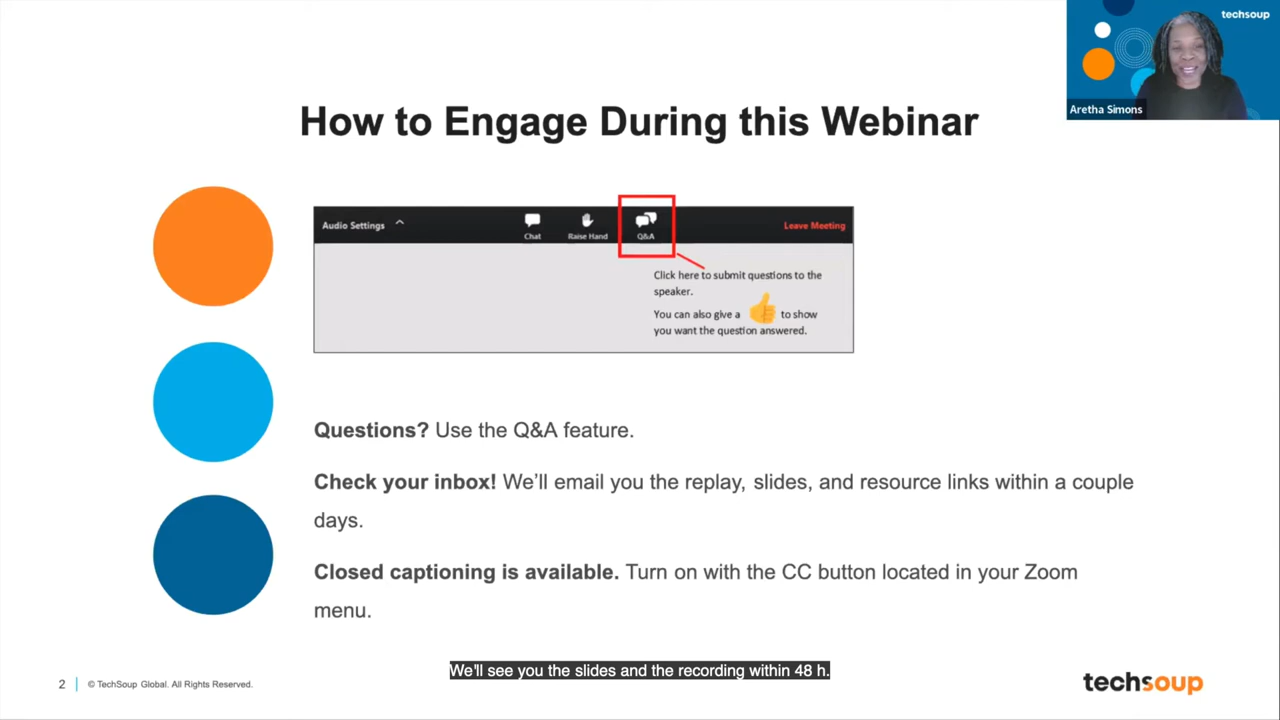 techsoup
Aretha Simons
How to Engage During this Webinar
Audio Settings
Chat
Raise Hand
Q&A
Leave Meeting
Click here to submit questions to the
speaker.
You can also give a to show
you want the question answered.
Questions? Use the Q&A feature.
Check your inbox! We’ll email you the replay, slides, and resource links within a couple
days.
Closed captioning is available. Turn on with the CC button located in your Zoom
menu.
We'll see you the slides and the recording within 48 h.
2
© TechSoup Global. All Rights Reserved.
techsoup